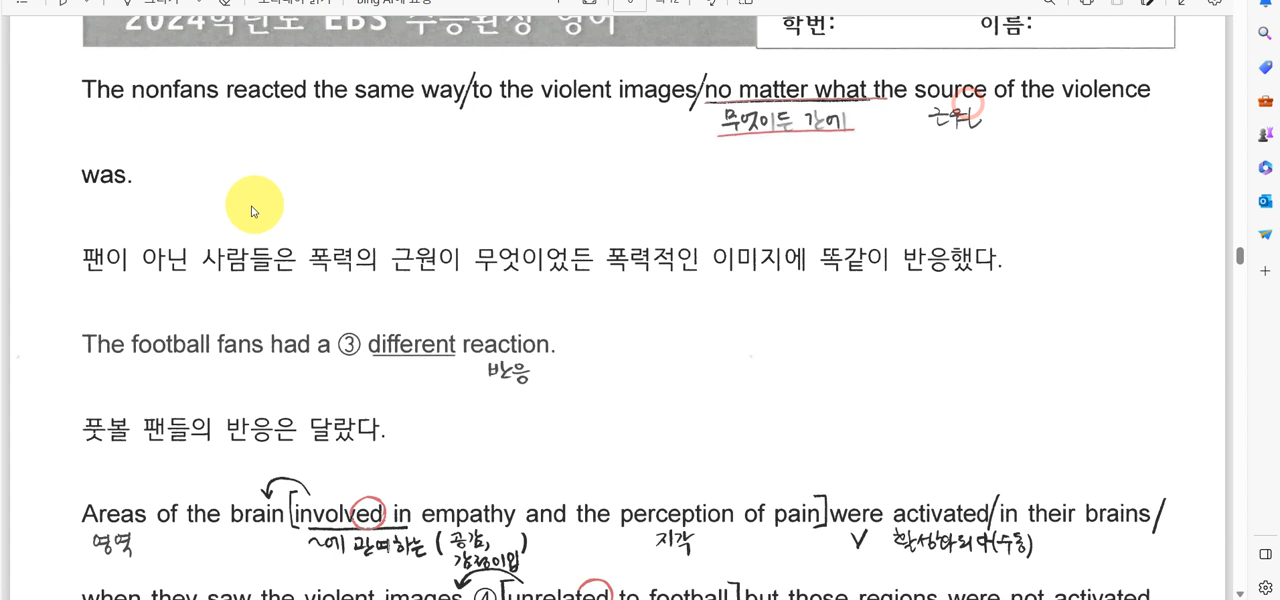 2024학년도 EBS 수능완성 영어
학번: 이름:
The nonfans reacted the same way/to the violent images/no matter what the source of the violence
무엇이든 간에 근원
was.
팬이 아닌 사람들은 폭력의 근원이 무엇이었든 폭력적인 이미지에 똑같이 반응했다.
The football fans had a ③ different reaction.
반응
풋볼 팬들의 반응은 달랐다.
Areas of the brain [involved in empathy and the perception of pain] were activated/in their brains/
영역 ~에 관여하는 (공감, 감정이입) 지각 V 활성화되다(수동)
when they saw the violent images ④ [unrelated to football] but those regions were not activated